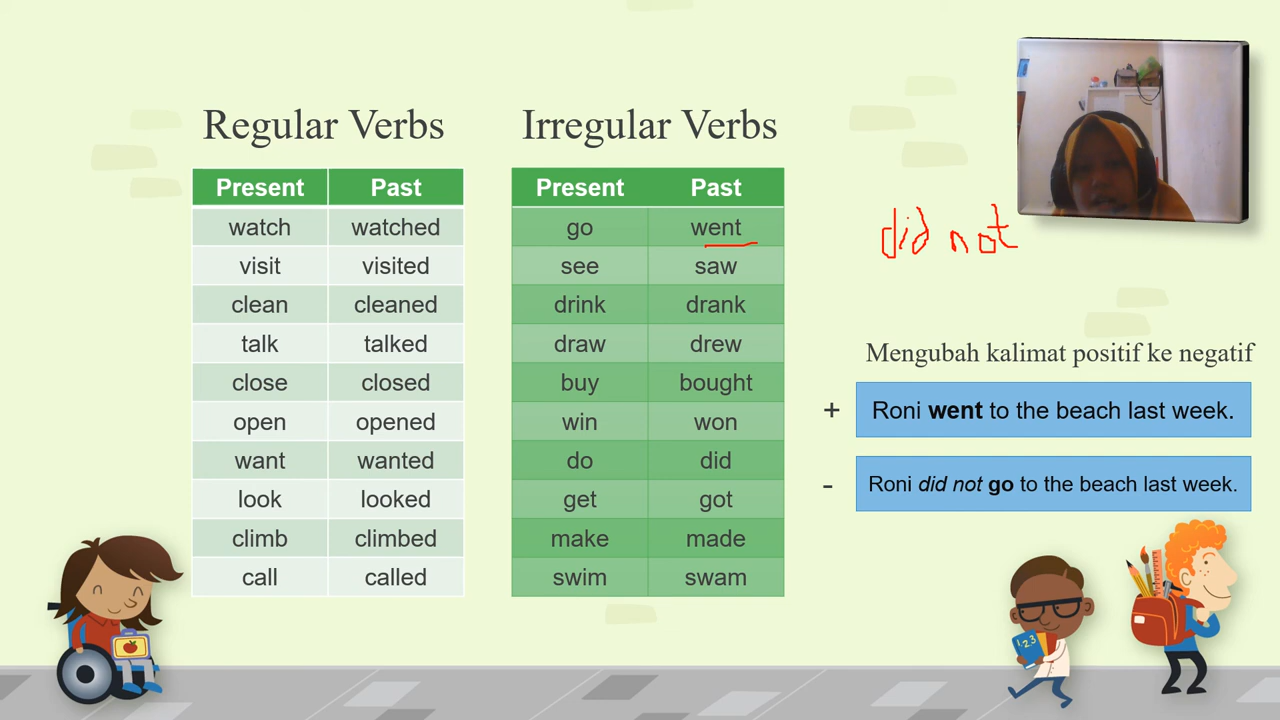 Regular Verbs
Present Past
watch watched
visit visited
clean cleaned
talk talked
close closed
open opened
want wanted
look looked
climb climbed
call called
Irregular Verbs
Present Past
go went
see saw
drink drank
draw drew
buy bought
win won
do did
get got
make made
swim swam
did not
Mengubah kalimat positif ke negatif
+ Roni went to the beach last week.
- Roni did not go to the beach last week.
1 2 3